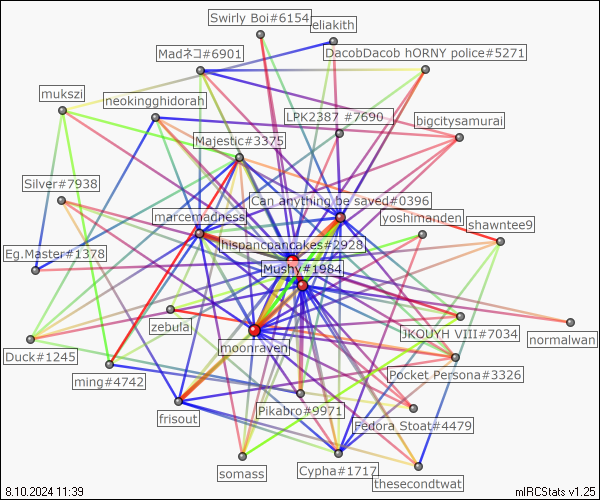 Swirly Boi#6154
eliakith
Madネコ#6901
DacobDacob hORNY police#5271
mukszi
neokingghidorah
LPK2387 #7690
bigcitysamurai
Majestic#3375
Silver#7938
Can anything be saved#0396
marcemadness
yoshimanden
shawntee9
hispancpancakes#2928
Eg.Master#1378
Mushy#1984
zebula
JKOUYH VIII#7034
normalwan
moonraven
Duck#1245
Pocket Persona#3326
ming#4742
frisout
Pikabro#9971
Fedora Stoat#4479
somass
Cypha#1717
thesecondtwat
8.10.2024 11:39
mIRCStats v1.25